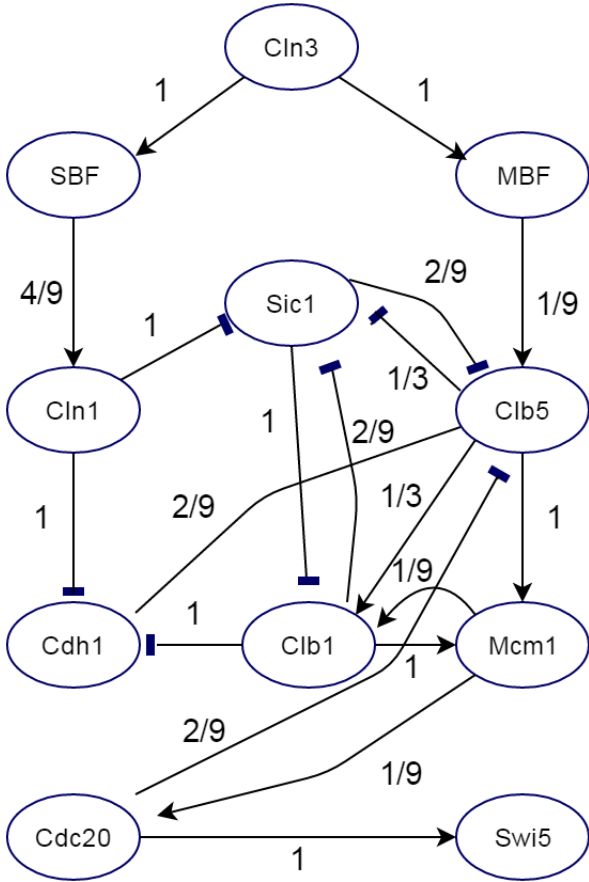 Cln3
1
1
SBF
MBF
4/9
1
Sic1
2/9
1/9
1/3
Cln1
1
2/9
Clb5
1
2/9
1/3
1
1/9
Cdh1
1
Clb1
1
Mcm1
2/9
1/9
Cdc20
1
Swi5